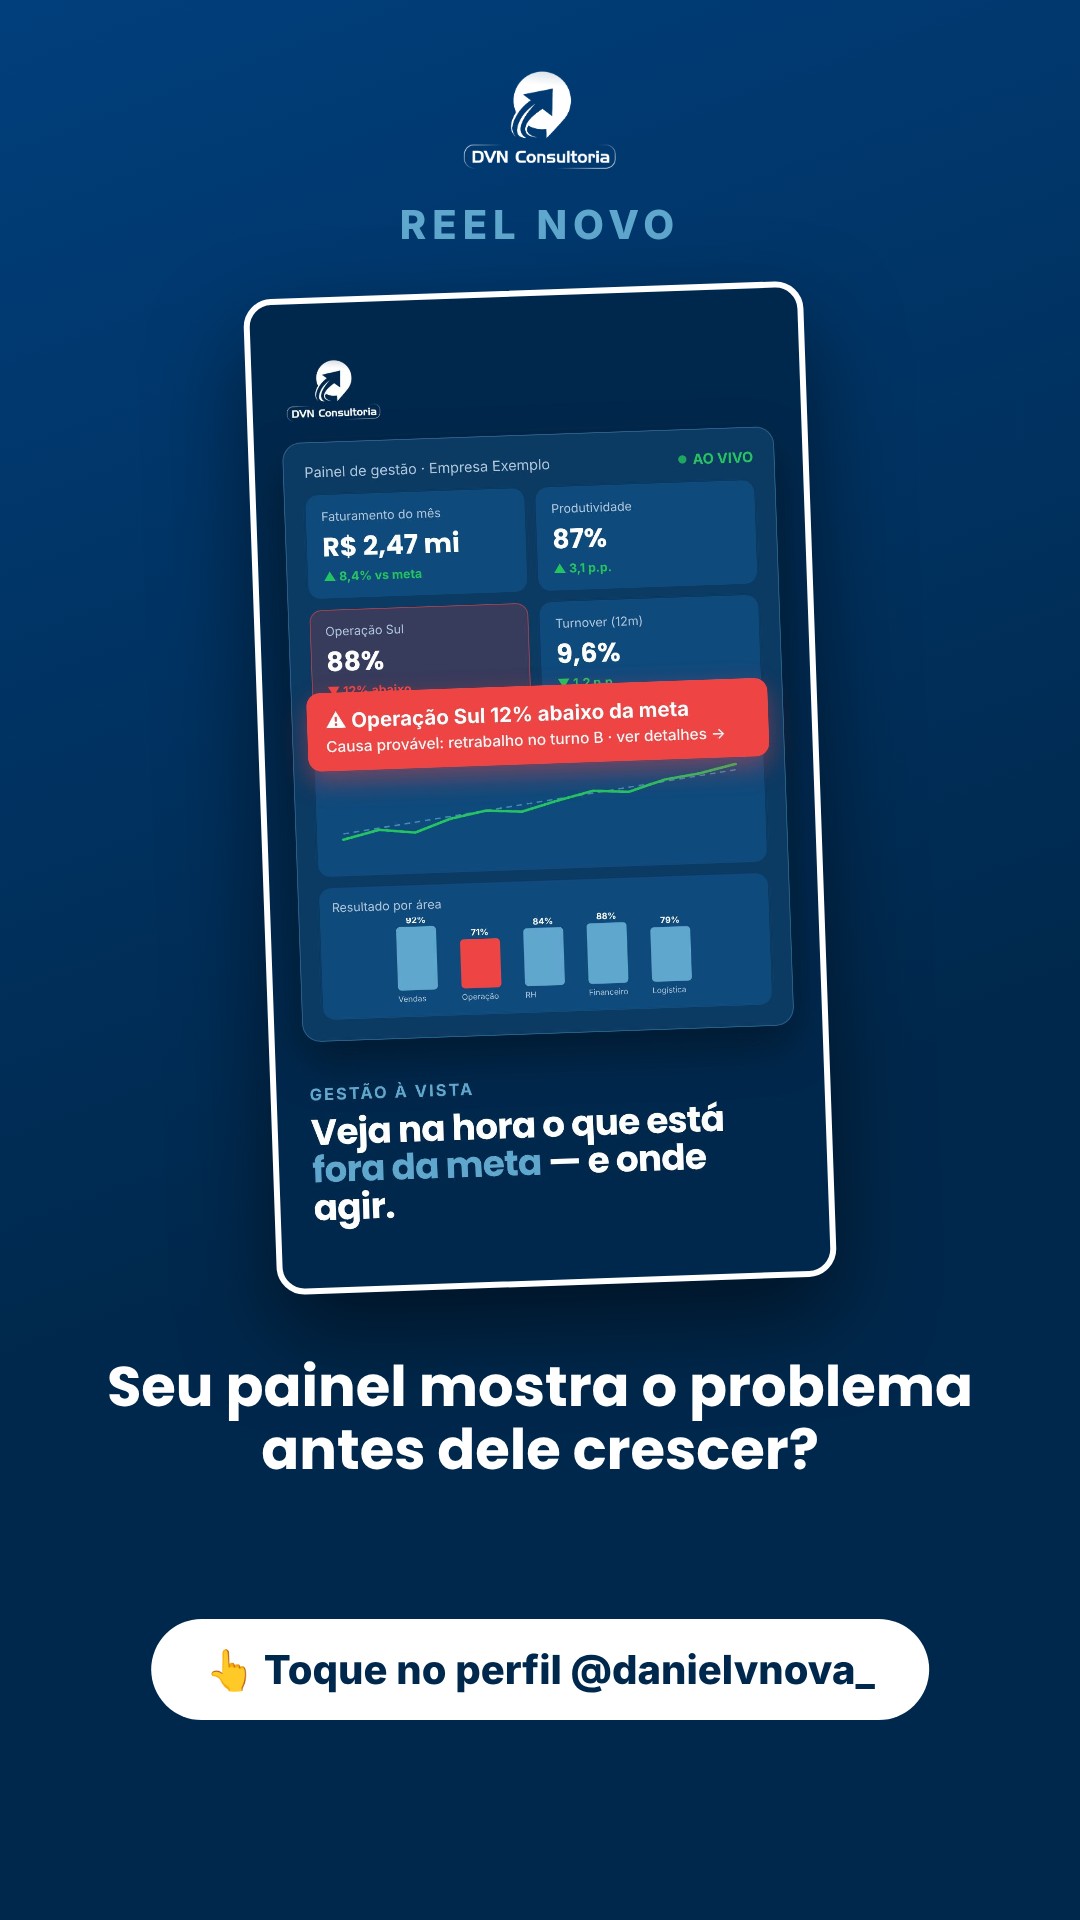 DVN Consultoria
REEL NOVO
DVN Consultoria
Painel de gestão · Empresa Exemplo
AO VIVO
Faturamento do mês
R$ 2,47 mi
▲ 8,4% vs meta
Produtividade
87%
▲ 3,1 p.p.
Operação Sul
88%
▼ 12% abaixo
Turnover (12m)
9,6%
▼ 1,2 p.p.
⚠ Operação Sul 12% abaixo da meta
Causa provável: retrabalho no turno B · ver detalhes →
Resultado por área
92%
71%
84%
88%
79%
Vendas
Operação
RH
Financeiro
Logística
GESTÃO À VISTA
Veja na hora o que está
fora da meta — e onde
agir.
Seu painel mostra o problema
antes dele crescer?
👆 Toque no perfil @danielvnova_